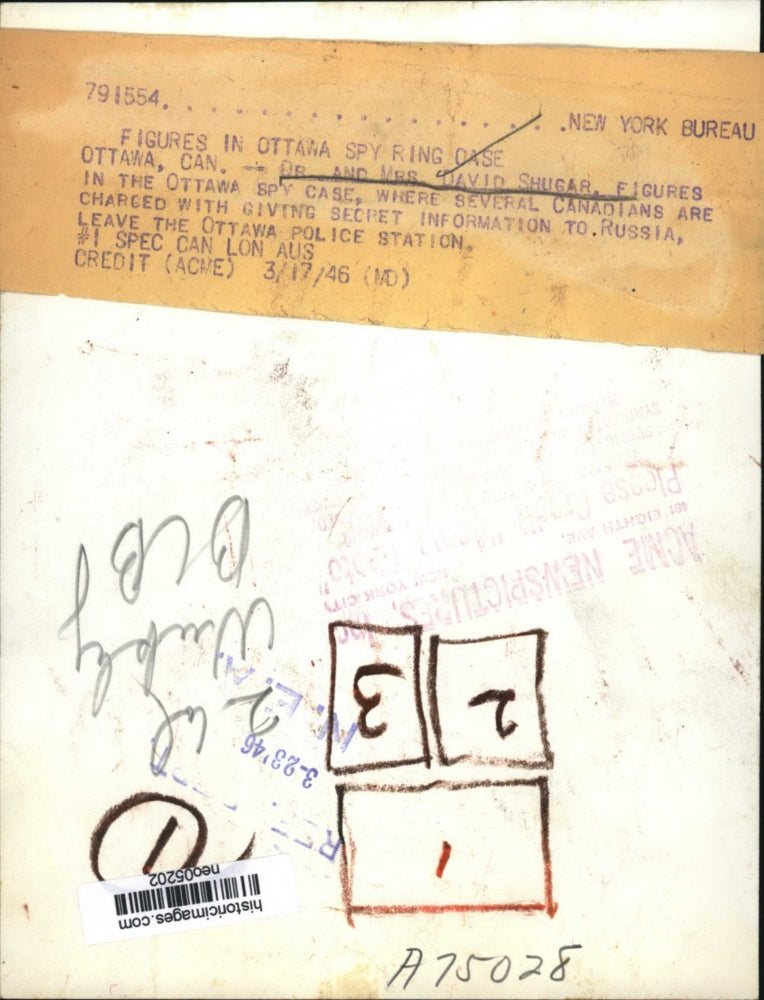 791554. . . . . . . . . . . . . . . . . . .NEW YORK BUREAU
FIGURES IN OTTAWA SPY RING CASE
OTTAWA, CAN. -- DR. AND MRS. DAVID SHUGAR, FIGURES
IN THE OTTAWA SPY CASE, WHERE SEVERAL CANADIANS ARE
CHARGED WITH GIVING SECRET INFORMATION TO RUSSIA,
LEAVE THE OTTAWA POLICE STATION.
#1 SPEC CAN LON AUS
CREDIT (ACME) 3/17/46 (MD)
Please Credit "Acme Photo"
ACME NEWSPICTURES, Inc.
461 EIGHTH AVE. NEW YORK CITY
N. E. A.
3-23'46
3
2
1
1
historicimages.com
neo05202
A75028